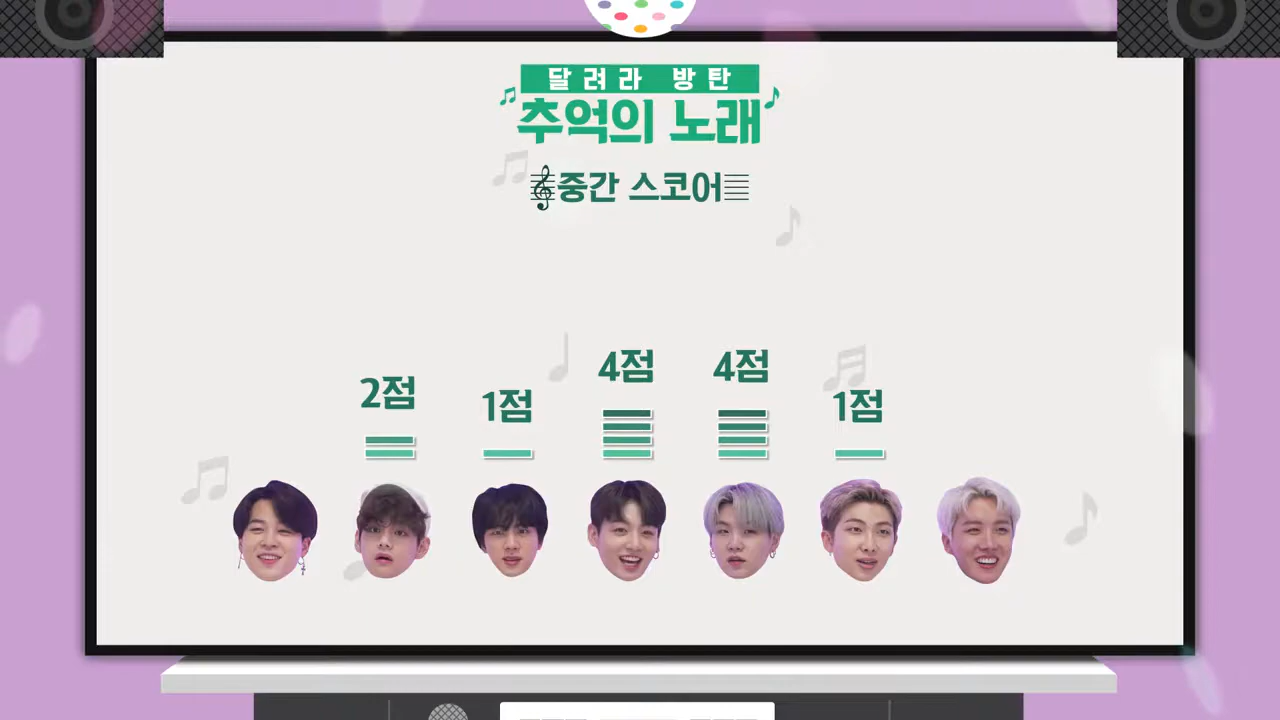 달려라 방탄
추억의 노래
중간 스코어
2점
1점
4점
4점
1점